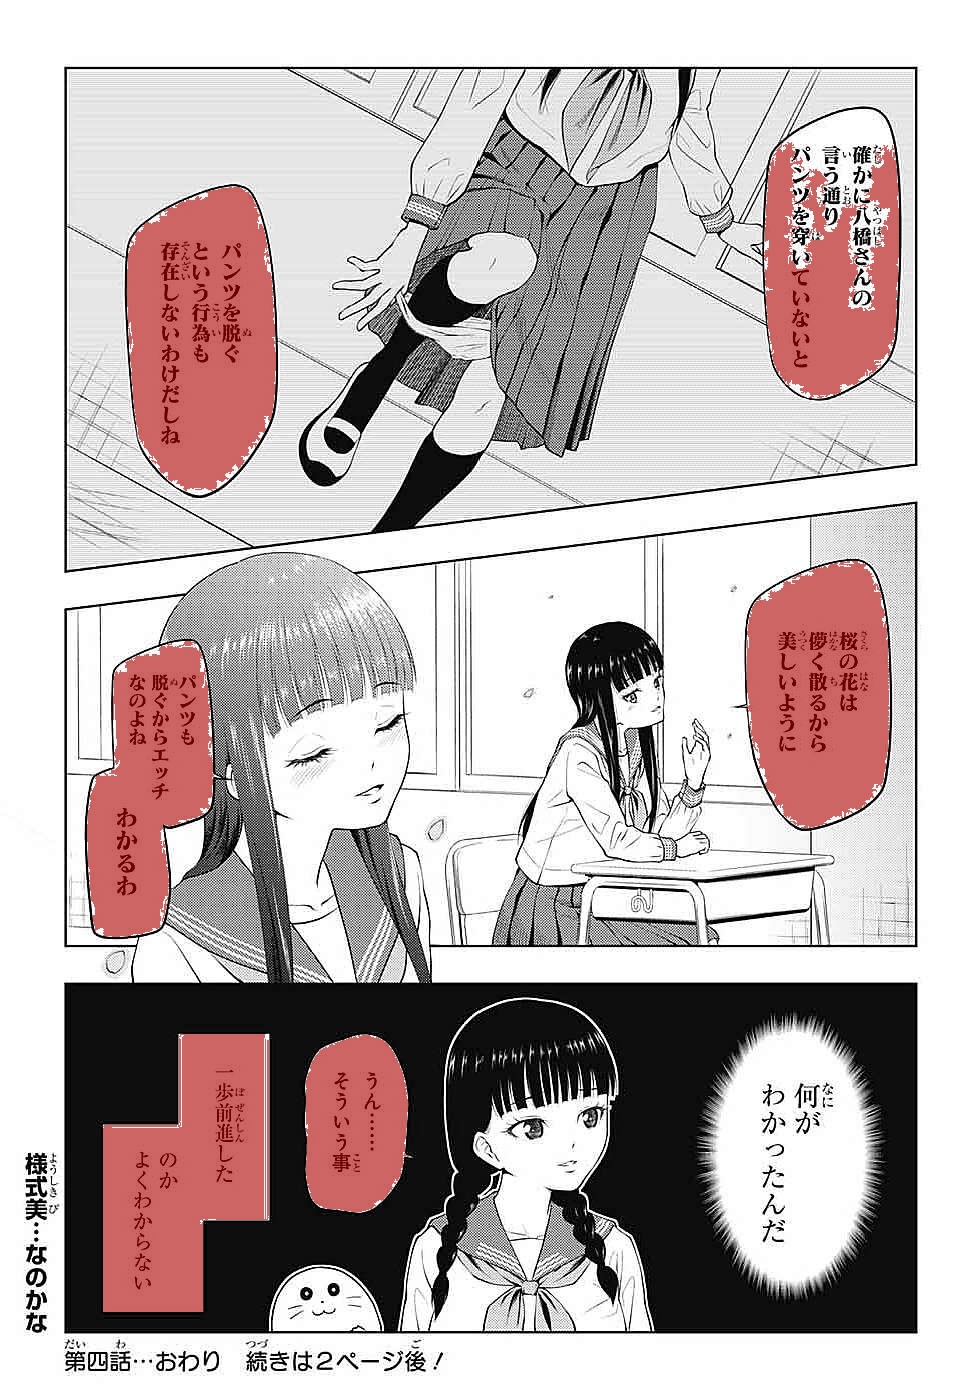 確かに八橋さんの
言う通り
パンツを穿いていないと
パンツを脱ぐ
という行為も
存在しないわけだしね
桜の花は
儚く散るから
美しいように
パンツも
脱ぐからエッチ
なのよね
わかるわ
何が
わかったんだ
うん……
そういう事
一歩前進した
のか
よくわからない
様式美…なのかな
第四話…おわり　続きは2ページ後！